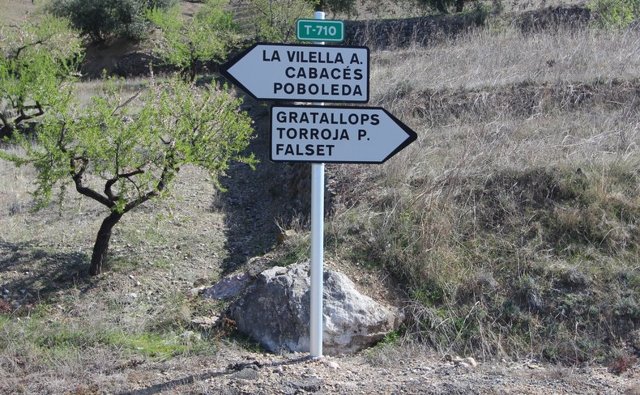 T-710
LA VILELLA A.
CABACÉS
POBOLEDA
GRATALLOPS
TORROJA P.
FALSET